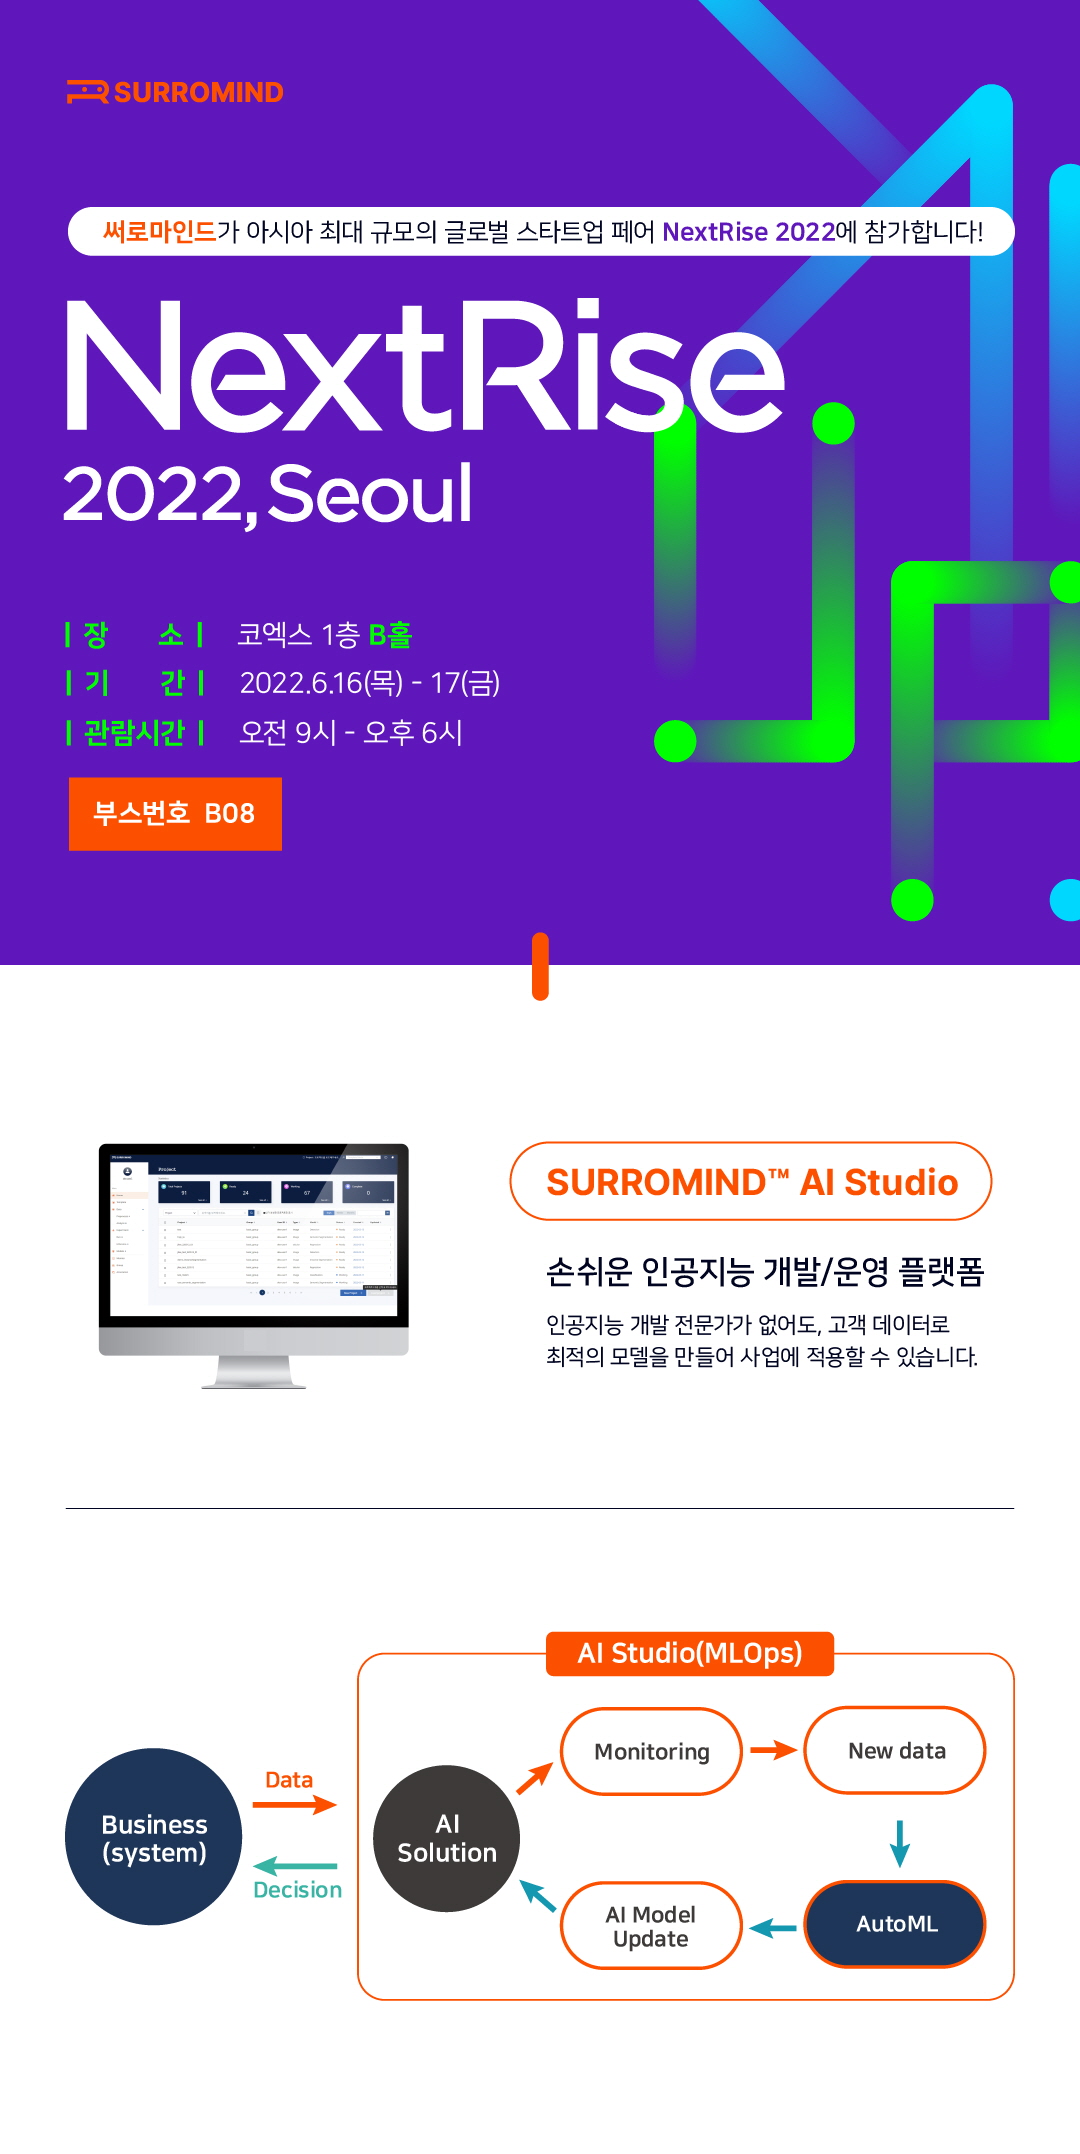 SURROMIND
써로마인드가 아시아 최대 규모의 글로벌 스타트업 페어 NextRise 2022에 참가합니다!
NextRise
2022, Seoul
| 장 소 | 코엑스 1층 B홀
| 기 간 | 2022.6.16(목) - 17(금)
| 관람시간 | 오전 9시 - 오후 6시
부스번호 B08
Project
91
24
67
0
SURROMIND™ AI Studio
손쉬운 인공지능 개발/운영 플랫폼
인공지능 개발 전문가가 없어도, 고객 데이터로
최적의 모델을 만들어 사업에 적용할 수 있습니다.
AI Studio(MLOps)
Monitoring
New data
Data
Business
(system)
AI
Solution
Decision
AI Model
Update
AutoML